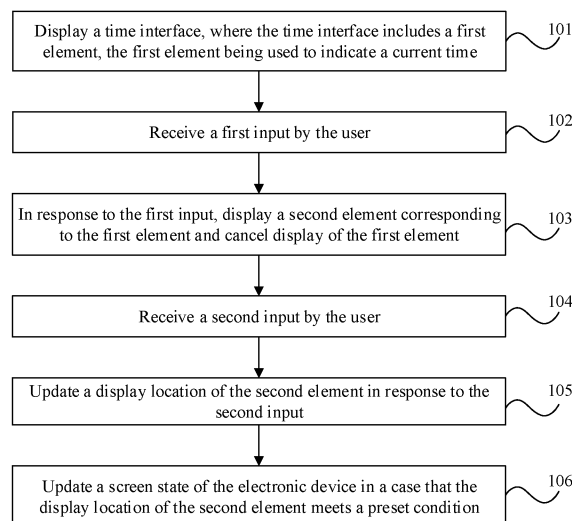 Display a time interface, where the time interface includes a first
element, the first element being used to indicate a current time
101
Receive a first input by the user
102
In response to the first input, display a second element corresponding
to the first element and cancel display of the first element
103
Receive a second input by the user
104
Update a display location of the second element in response to the
second input
105
Update a screen state of the electronic device in a case that the
display location of the second element meets a preset condition
106